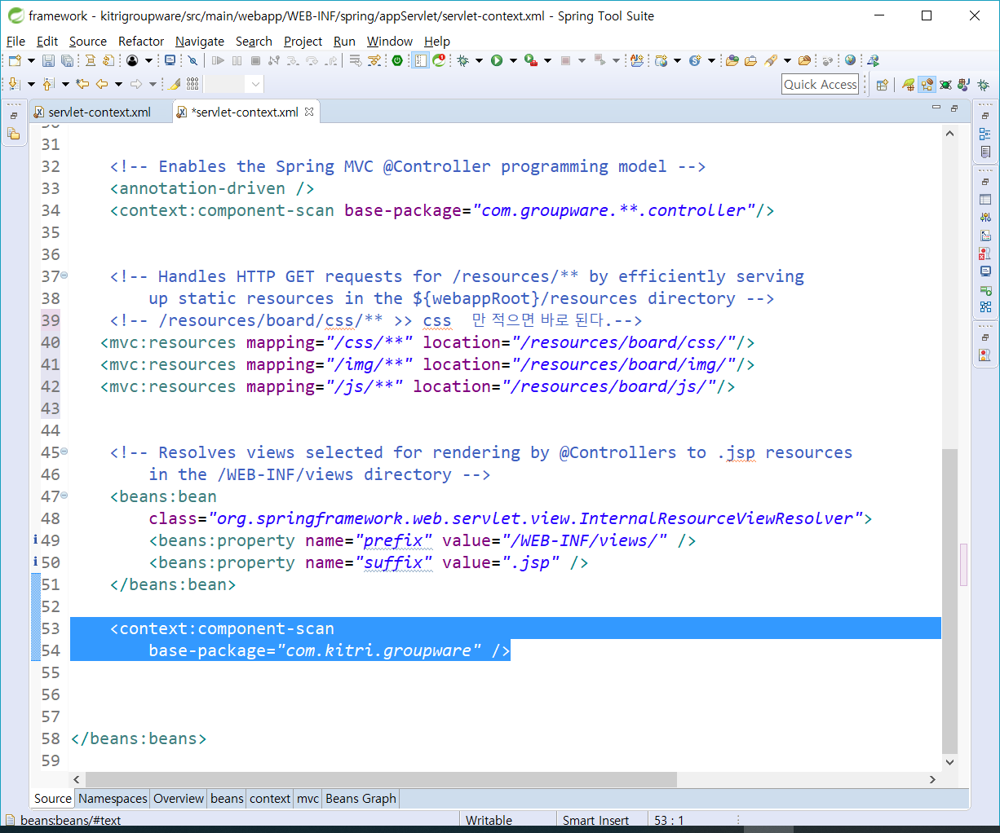 framework - kitrigroupware/src/main/webapp/WEB-INF/spring/appServlet/servlet-context.xml - Spring Tool Suite
File Edit Source Refactor Navigate Search Project Run Window Help
Quick Access
servlet-context.xml *servlet-context.xml
31
32 <!-- Enables the Spring MVC @Controller programming model -->
33 <annotation-driven />
34 <context:component-scan base-package="com.groupware.**.controller"/>
35
36
37 <!-- Handles HTTP GET requests for /resources/** by efficiently serving
38 up static resources in the ${webappRoot}/resources directory -->
39 <!-- /resources/board/css/** >> css 만 적으면 바로 된다.-->
40 <mvc:resources mapping="/css/**" location="/resources/board/css/"/>
41 <mvc:resources mapping="/img/**" location="/resources/board/img/"/>
42 <mvc:resources mapping="/js/**" location="/resources/board/js/"/>
43
44
45 <!-- Resolves views selected for rendering by @Controllers to .jsp resources
46 in the /WEB-INF/views directory -->
47 <beans:bean
48 class="org.springframework.web.servlet.view.InternalResourceViewResolver">
49 <beans:property name="prefix" value="/WEB-INF/views/" />
50 <beans:property name="suffix" value=".jsp" />
51 </beans:bean>
52
53 <context:component-scan
54 base-package="com.kitri.groupware" />
55
56
57
58 </beans:beans>
59
Source Namespaces Overview beans context mvc Beans Graph
beans:beans/#text Writable Smart Insert 53 : 1